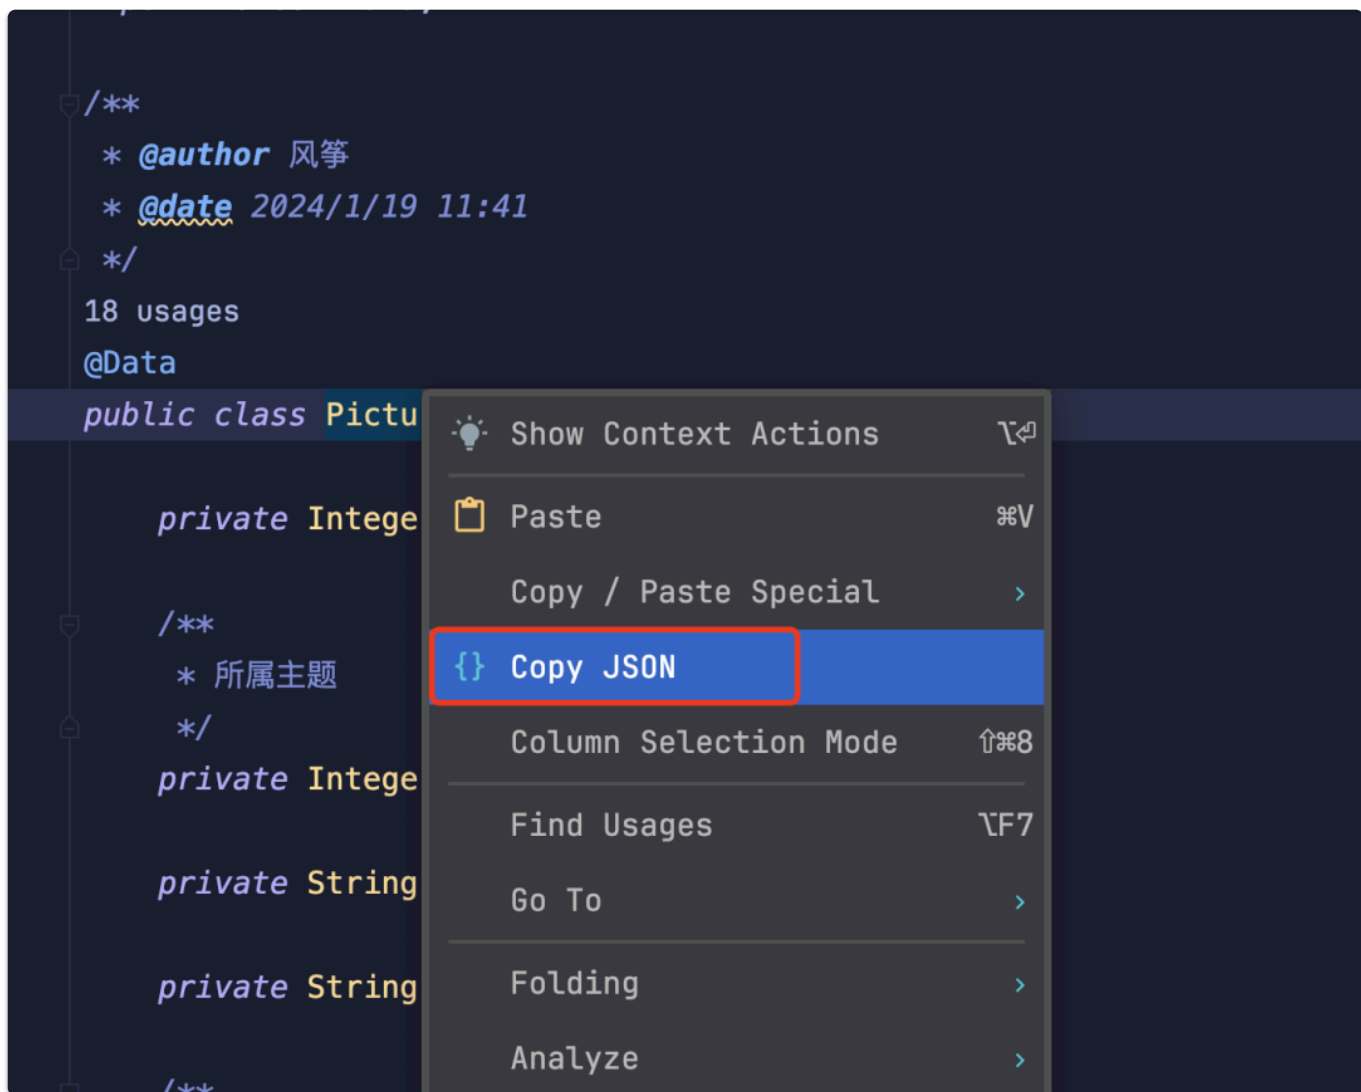 /**
* @author 风筝
* @date 2024/1/19 11:41
*/
18 usages
@Data
public class Pictu
private Intege
/**
* 所属主题
*/
private Intege
private String
private String
/**
Show Context Actions ⌥⏎
Paste ⌘V
Copy / Paste Special
{} Copy JSON
Column Selection Mode ⇧⌘8
Find Usages ⌥F7
Go To
Folding
Analyze